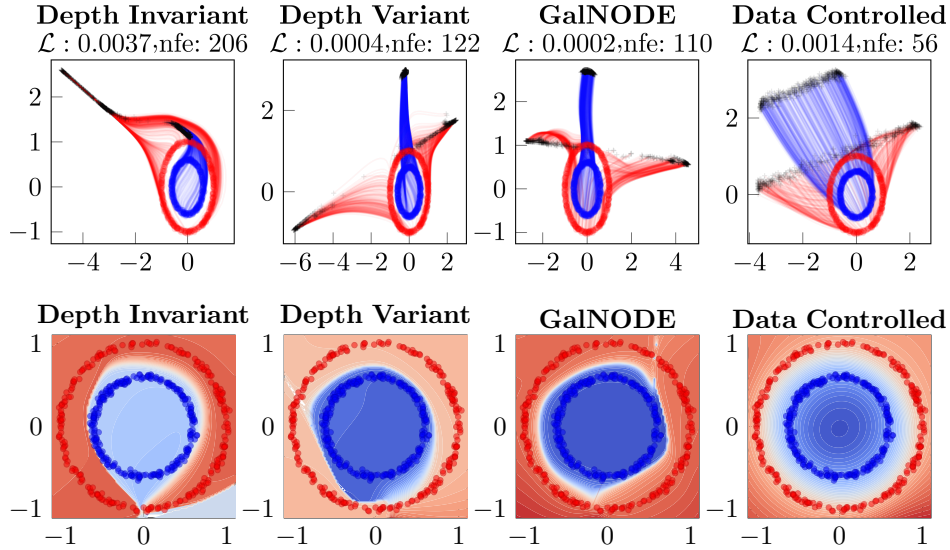 Depth Invariant
ℒ : 0.0037,nfe: 206
2
1
0
−1
−4 −2 0
Depth Variant
ℒ : 0.0004,nfe: 122
2
0
−6 −4 −2 0 2
GalNODE
ℒ : 0.0002,nfe: 110
2
1
0
−1
−2 0 2 4
Data Controlled
ℒ : 0.0014,nfe: 56
2
0
−2 0 2
Depth Invariant
1
0
−1
−1 0 1
Depth Variant
1
0
−1
−1 0 1
GalNODE
1
0
−1
−1 0 1
Data Controlled
1
0
−1
−1 0 1